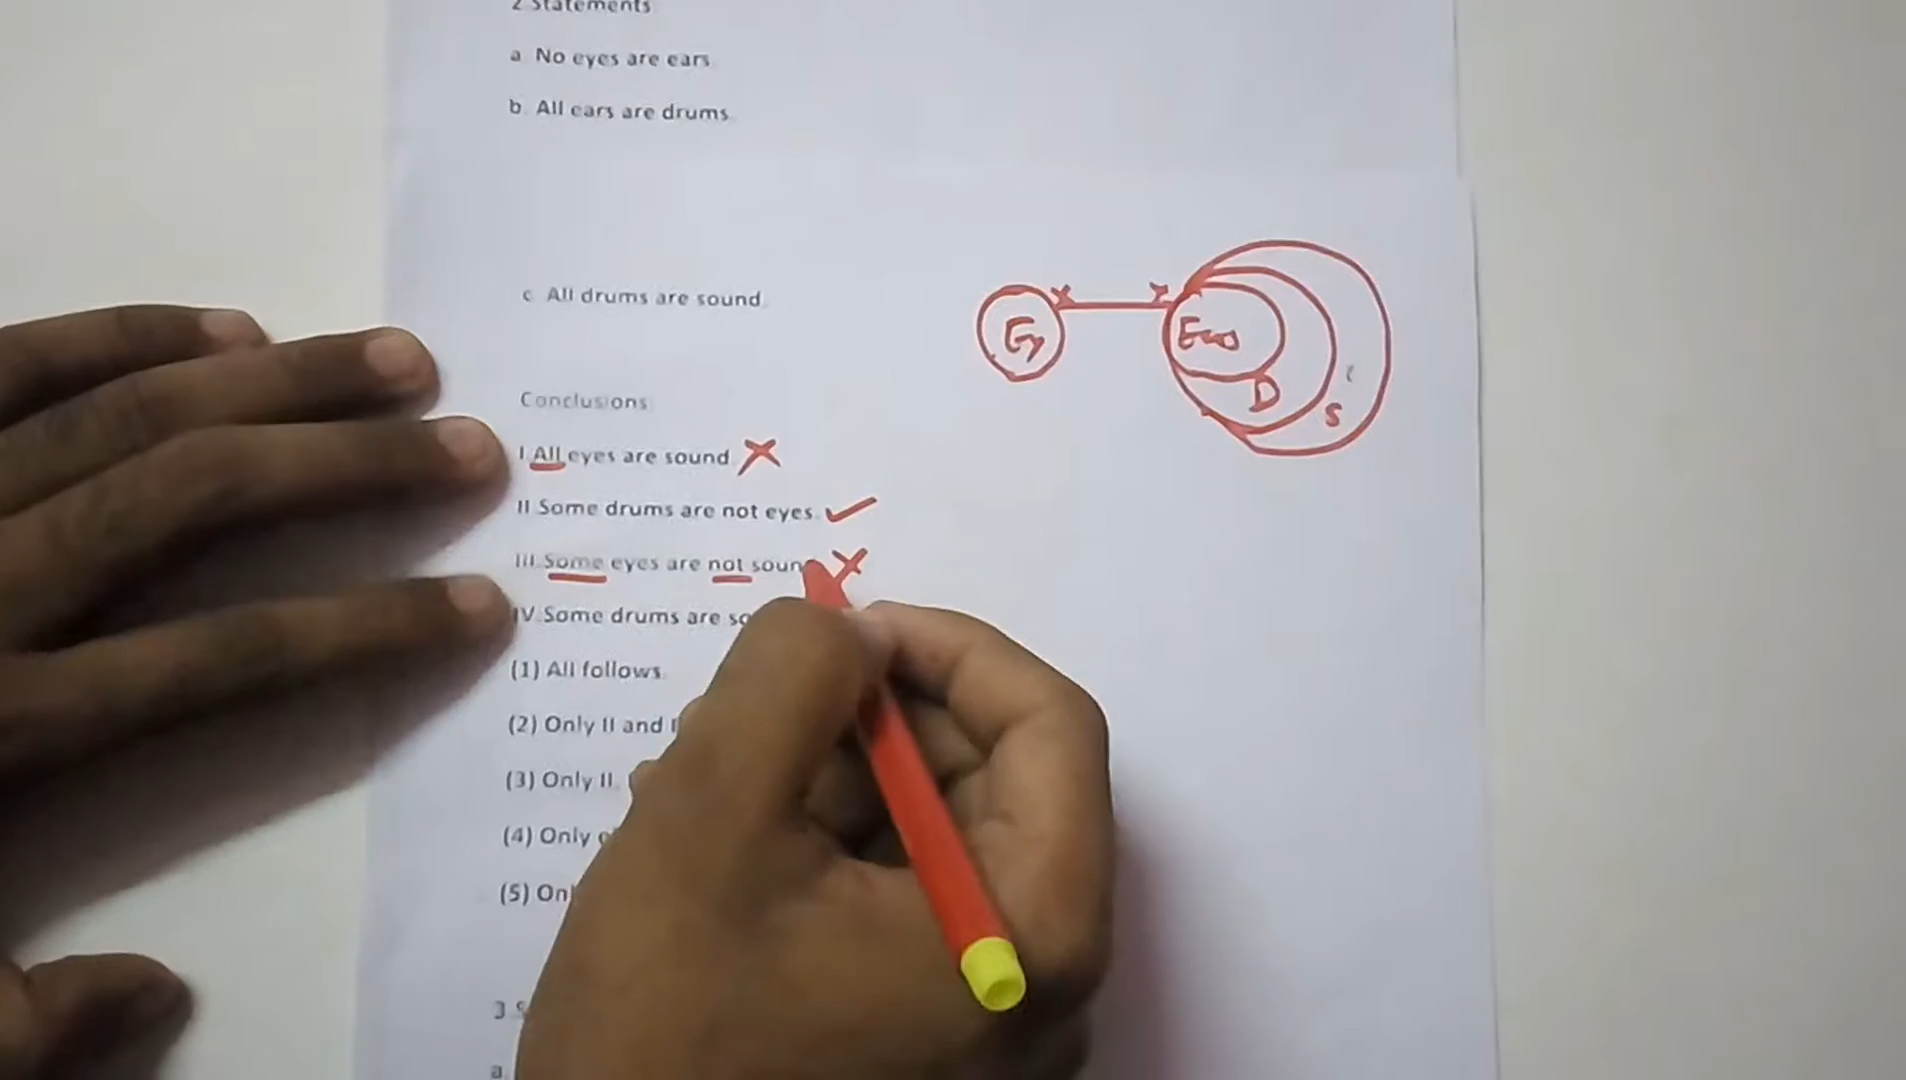 2 Statements
a. No eyes are ears.
b. All ears are drums.
c. All drums are sound.
Ey
Ears
D
S
Conclusions
I.All eyes are sound
II.Some drums are not eyes.
III.Some eyes are not
IV.Some drums are
(1) All follows.
(2) Only II and
(3) Only II,
(4) Only
(5)
3
a.